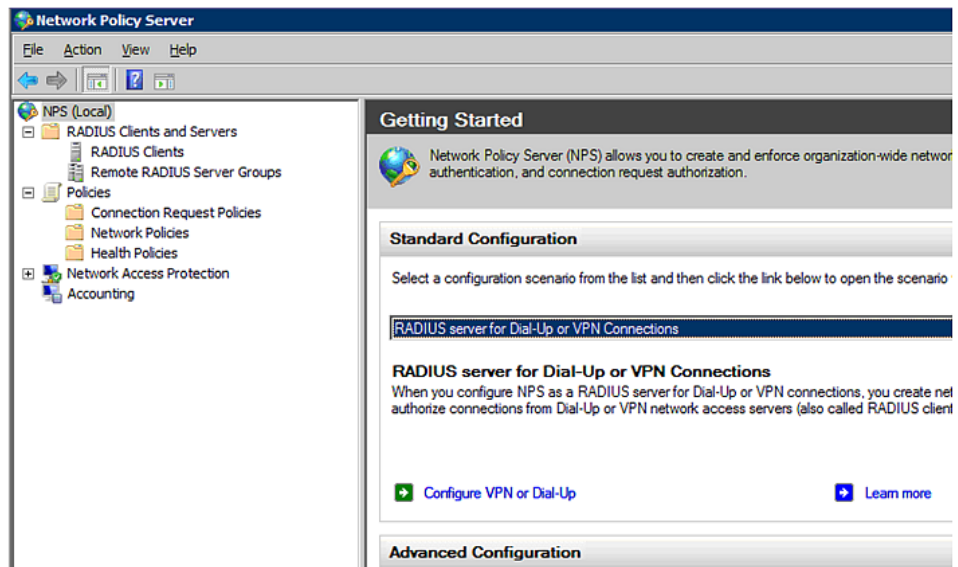 Network Policy Server
File Action View Help
NPS (Local)
RADIUS Clients and Servers
RADIUS Clients
Remote RADIUS Server Groups
Policies
Connection Request Policies
Network Policies
Health Policies
Network Access Protection
Accounting
Getting Started
Network Policy Server (NPS) allows you to create and enforce organization-wide networ
authentication, and connection request authorization.
Standard Configuration
Select a configuration scenario from the list and then click the link below to open the scenario
RADIUS server for Dial-Up or VPN Connections
RADIUS server for Dial-Up or VPN Connections
When you configure NPS as a RADIUS server for Dial-Up or VPN connections, you create net
authorize connections from Dial-Up or VPN network access servers (also called RADIUS client
Configure VPN or Dial-Up
Learn more
Advanced Configuration